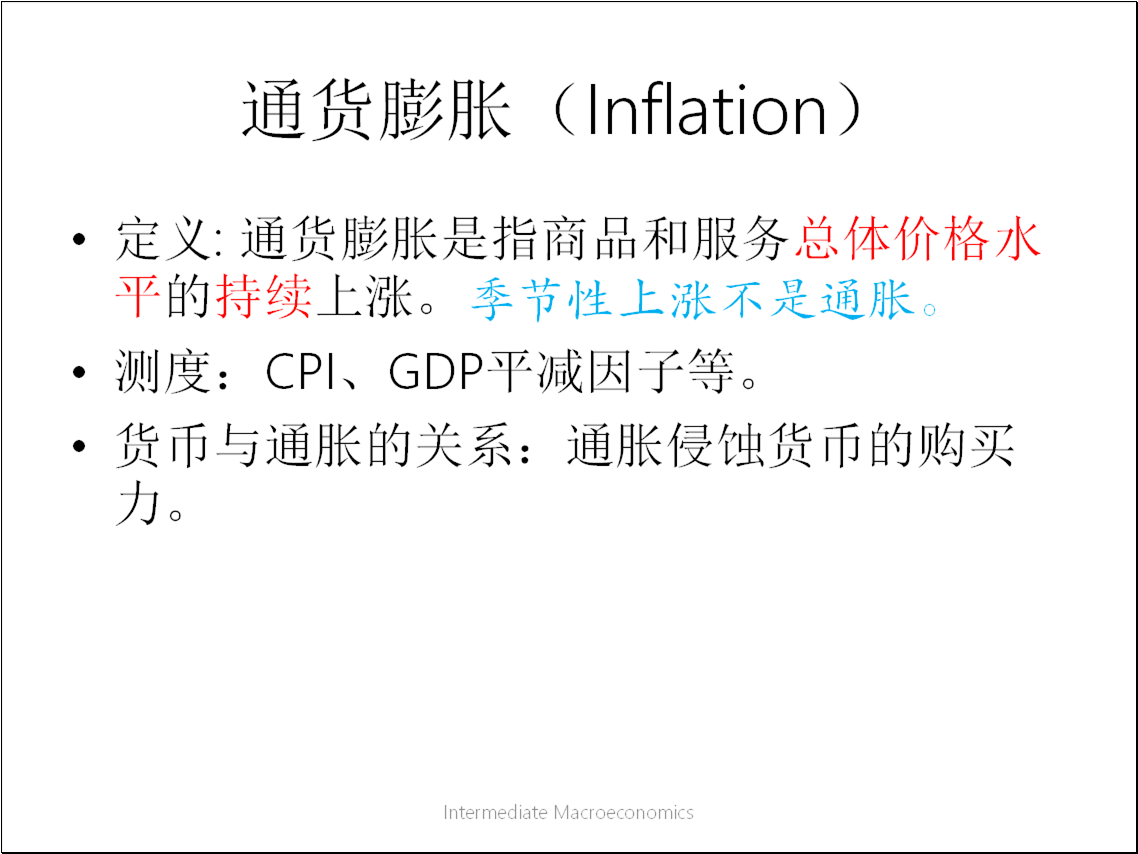 通货膨胀（Inflation）
• 定义: 通货膨胀是指商品和服务总体价格水
平的持续上涨。季节性上涨不是通胀。
• 测度：CPI、GDP平减因子等。
• 货币与通胀的关系：通胀侵蚀货币的购买
力。
Intermediate Macroeconomics